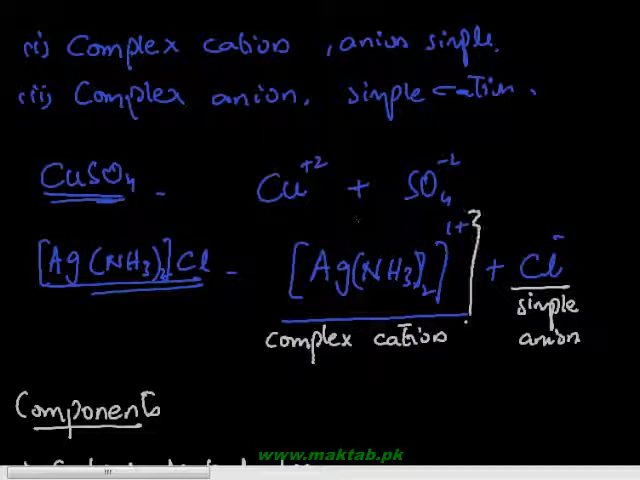 (i) Complex cation , anion simple.
(ii) Complex anion. simple cation.
CuSO4 - Cu+2 + SO4-2
[Ag(NH3)2]Cl - [Ag(NH3)2]1+ + Cl-
complex cation simple anion
Components
www.maktab.pk